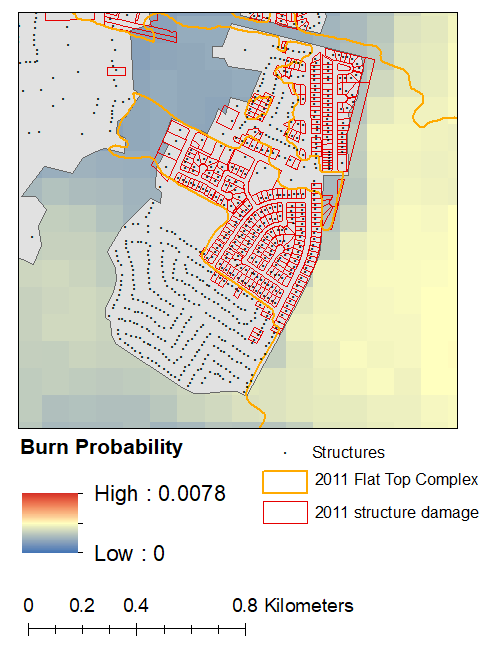 Burn Probability
High : 0.0078
Low : 0
Structures
2011 Flat Top Complex
2011 structure damage
0 0.2 0.4 0.8 Kilometers